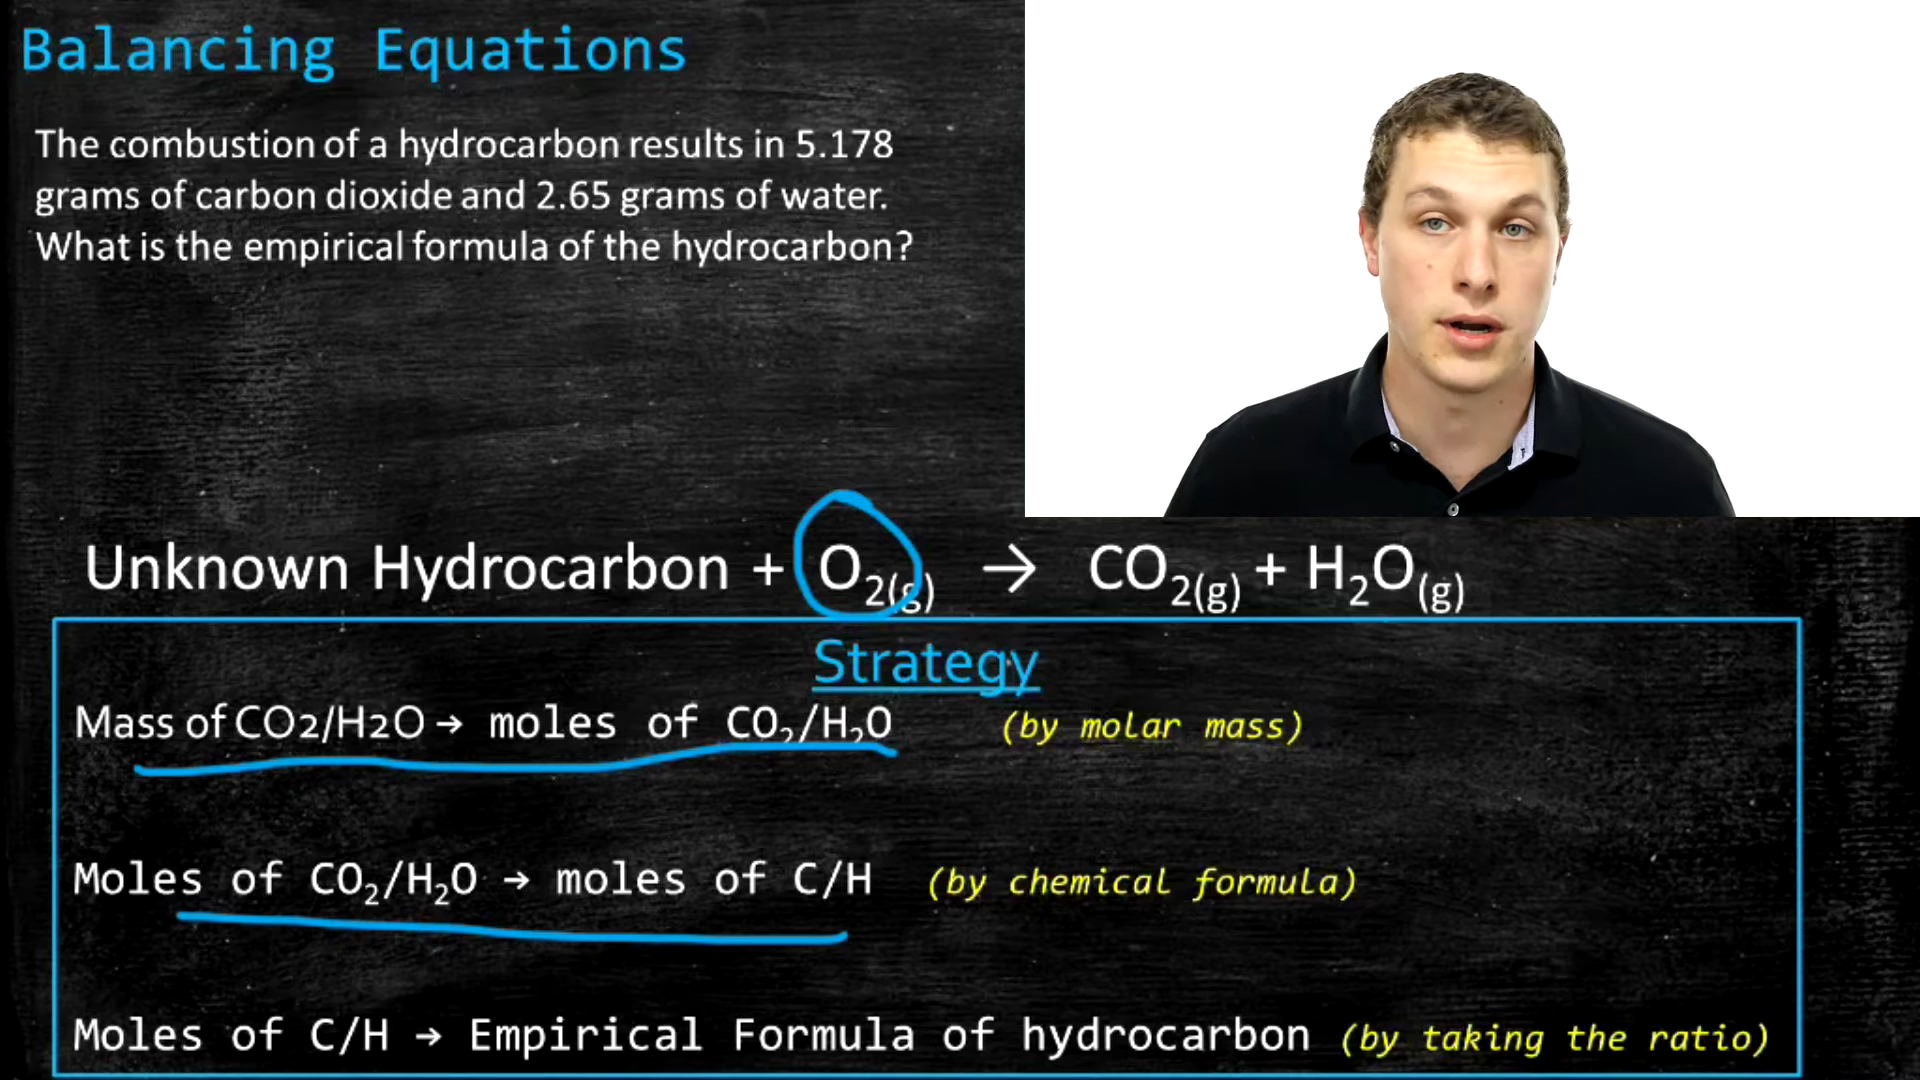 Balancing Equations
The combustion of a hydrocarbon results in 5.178
grams of carbon dioxide and 2.65 grams of water.
What is the empirical formula of the hydrocarbon?
Unknown Hydrocarbon + O₂(g) → CO₂(g) + H₂O(g)
Strategy
Mass of CO2/H2O → moles of CO₂/H₂O (by molar mass)
Moles of CO₂/H₂O → moles of C/H (by chemical formula)
Moles of C/H → Empirical Formula of hydrocarbon (by taking the ratio)